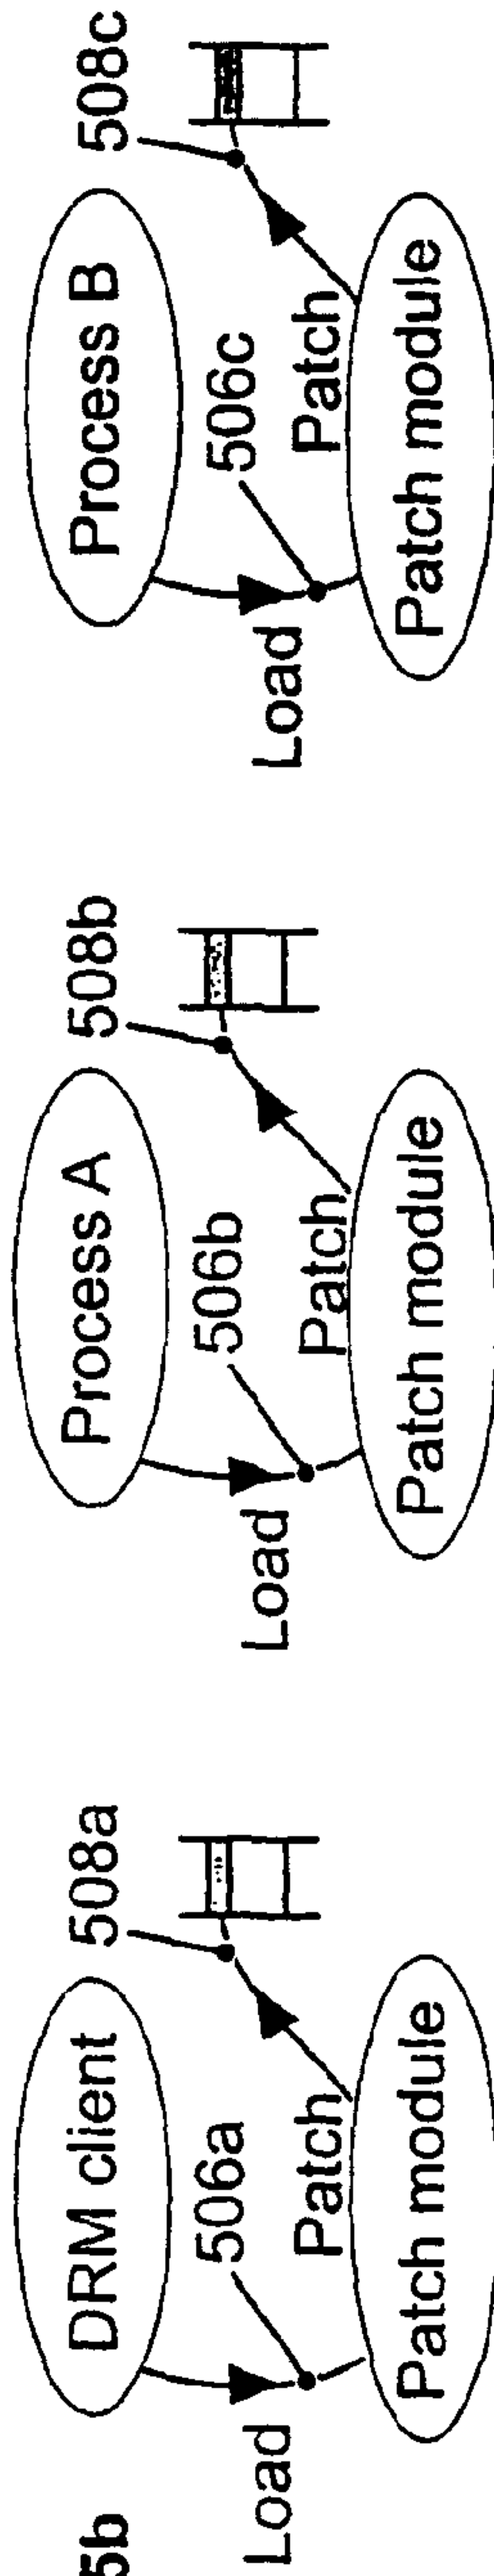 5b
DRM client
508a
506a
Load
Patch
Patch module
Process A
508b
506b
Load
Patch
Patch module
Process B
508c
506c
Load
Patch
Patch module